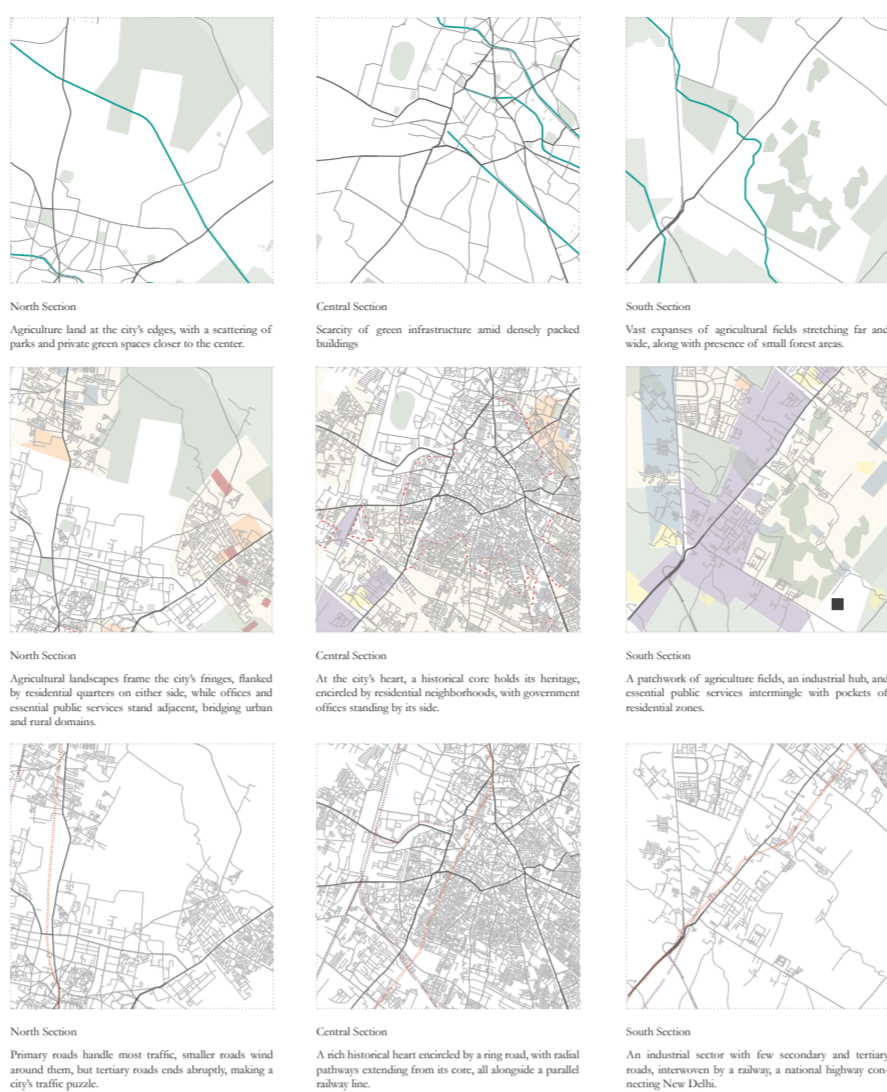 North Section
Agriculture land at the city's edges, with a scattering of
parks and private green spaces closer to the center.
Central Section
Scarcity of green infrastructure amid densely packed
buildings
South Section
Vast expanses of agricultural fields stretching far and
wide, along with presence of small forest areas.
North Section
Agricultural landscapes frame the city's fringes, flanked
by residential quarters on either side, while offices and
essential public services stand adjacent, bridging urban
and rural domains.
Central Section
At the city's heart, a historical core holds its heritage,
encircled by residential neighborhoods, with government
offices standing by its side.
South Section
A patchwork of agriculture fields, an industrial hub, and
essential public services intermingle with pockets of
residential zones.
North Section
Primary roads handle most traffic, smaller roads wind
around them, but tertiary roads ends abruptly, making a
city's traffic puzzle.
Central Section
A rich historical heart encircled by a ring road, with radial
pathways extending from its core, all alongside a parallel
railway line.
South Section
An industrial sector with few secondary and tertiary
roads, interwoven by a railway, a national highway con-
necting New Delhi.